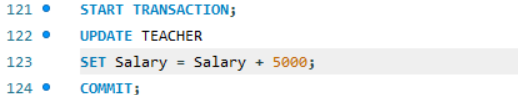 121 START TRANSACTION;
122 UPDATE TEACHER
123 SET Salary = Salary + 5000;
124 COMMIT;